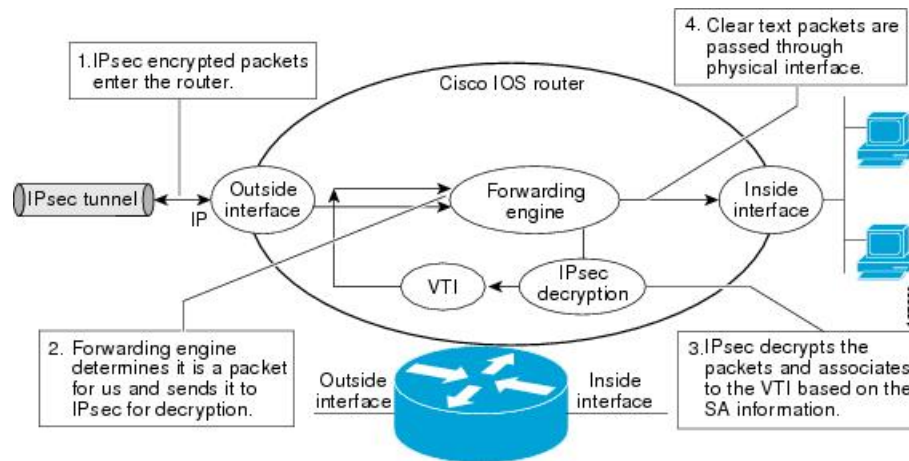 1. IPsec encrypted packets
enter the router.
4. Clear text packets are
passed through
physical interface.
Cisco IOS router
IPsec tunnel
IP
Outside
interface
Forwarding
engine
Inside
interface
VTI
IPsec
decryption
2. Forwarding engine
determines it is a packet
for us and sends it to
IPsec for decryption.
Outside
interface
Inside
interface
3. IPsec decrypts the
packets and associates
to the VTI based on the
SA information.